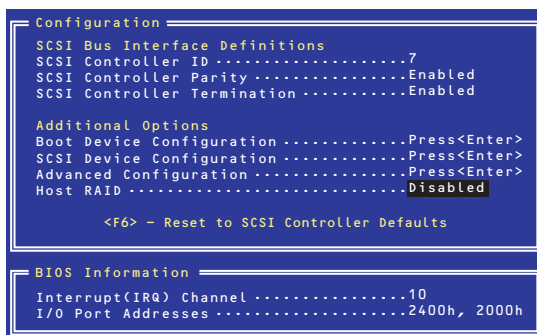 Configuration
SCSI Bus Interface Definitions
SCSI Controller ID ···················· 7
SCSI Controller Parity ················ Enabled
SCSI Controller Termination ··········· Enabled
Additional Options
Boot Device Configuration ············· Press<Enter>
SCSI Device Configuration ············· Press<Enter>
Advanced Configuration ················ Press<Enter>
Host RAID ····························· Disabled
<F6> – Reset to SCSI Controller Defaults
BIOS Information
Interrupt(IRQ) Channel ················ 10
I/O Port Addresses ···················· 2400h, 2000h